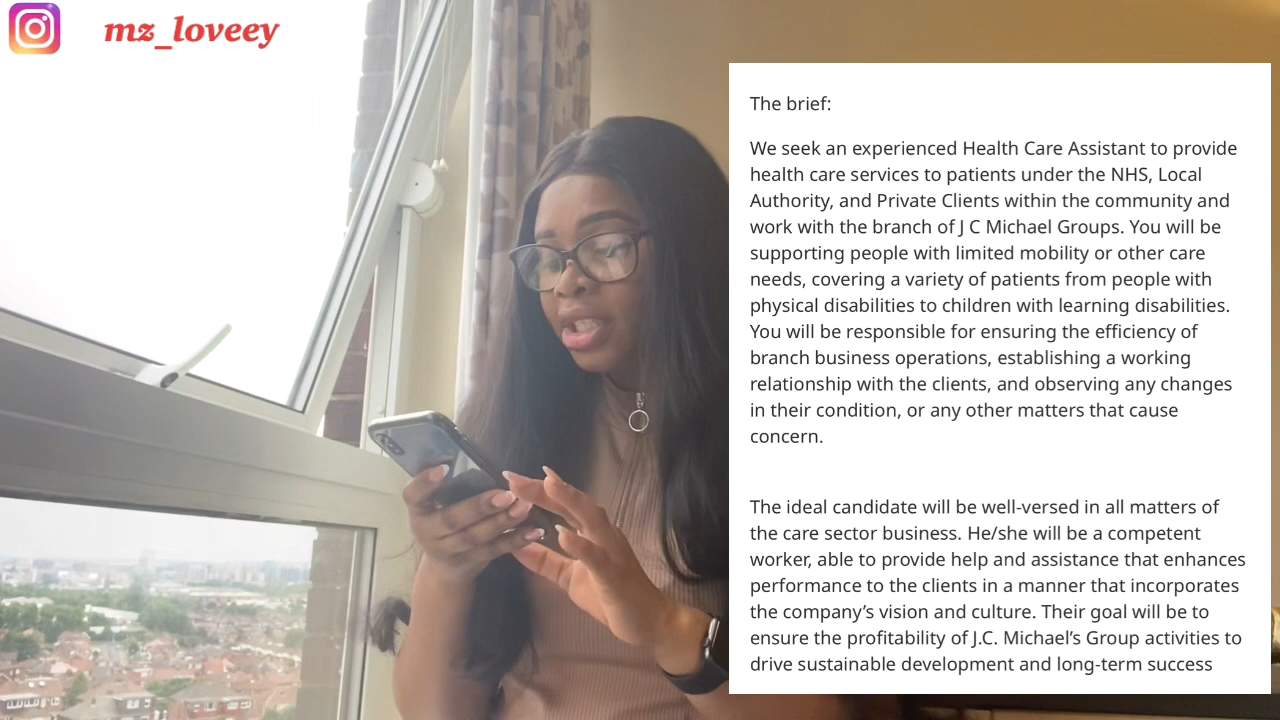 mz_loveey
The brief:
We seek an experienced Health Care Assistant to provide
health care services to patients under the NHS, Local
Authority, and Private Clients within the community and
work with the branch of J C Michael Groups. You will be
supporting people with limited mobility or other care
needs, covering a variety of patients from people with
physical disabilities to children with learning disabilities.
You will be responsible for ensuring the efficiency of
branch business operations, establishing a working
relationship with the clients, and observing any changes
in their condition, or any other matters that cause
concern.
The ideal candidate will be well-versed in all matters of
the care sector business. He/she will be a competent
worker, able to provide help and assistance that enhances
performance to the clients in a manner that incorporates
the company’s vision and culture. Their goal will be to
ensure the profitability of J.C. Michael’s Group activities to
drive sustainable development and long-term success